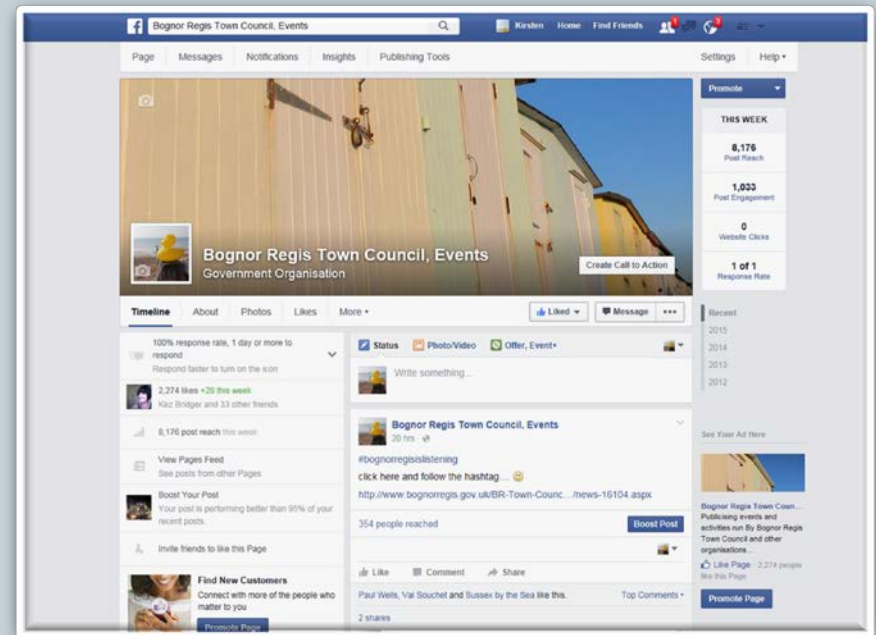 Bognor Regis Town Council, Events
Kirsten Home Find Friends
1
3
Page Messages Notifications Insights Publishing Tools
Settings Help
Bognor Regis Town Council, Events
Government Organisation
Create Call to Action
Timeline About Photos Likes More
Liked Message
100% response rate, 1 day or more to
respond
Respond faster to turn on the icon
2,274 likes +28 this week
Kez Bridger and 33 other friends
8,176 post reach this week
View Pages Feed
See posts from other Pages
Boost Your Post
Your post is performing better than 95% of your
recent posts.
Invite friends to like this Page
Find New Customers
Connect with more of the people who
matter to you
Promote Page
Status Photo/Video Offer, Event+
Write something...
Bognor Regis Town Council, Events
20 hrs
#bognorregisislistening
click here and follow the hashtag....
http://www.bognorregis.gov.uk/BR-Town-Counc.../news-16104.aspx
354 people reached
Boost Post
Like Comment Share
Paul Wells, Val Souchet and Sussex by the Sea like this.
Top Comments
2 shares
Promote
THIS WEEK
8,176
Post Reach
1,033
Post Engagement
0
Website Clicks
1 of 1
Response Rate
Recent
2015
2014
2013
2012
See Your Ad Here
Bognor Regis Town Coun...
Publicising events and
activities run By Bognor Regis
Town Council and other
organisations...
Like Page 2,274 people
like this Page
Promote Page